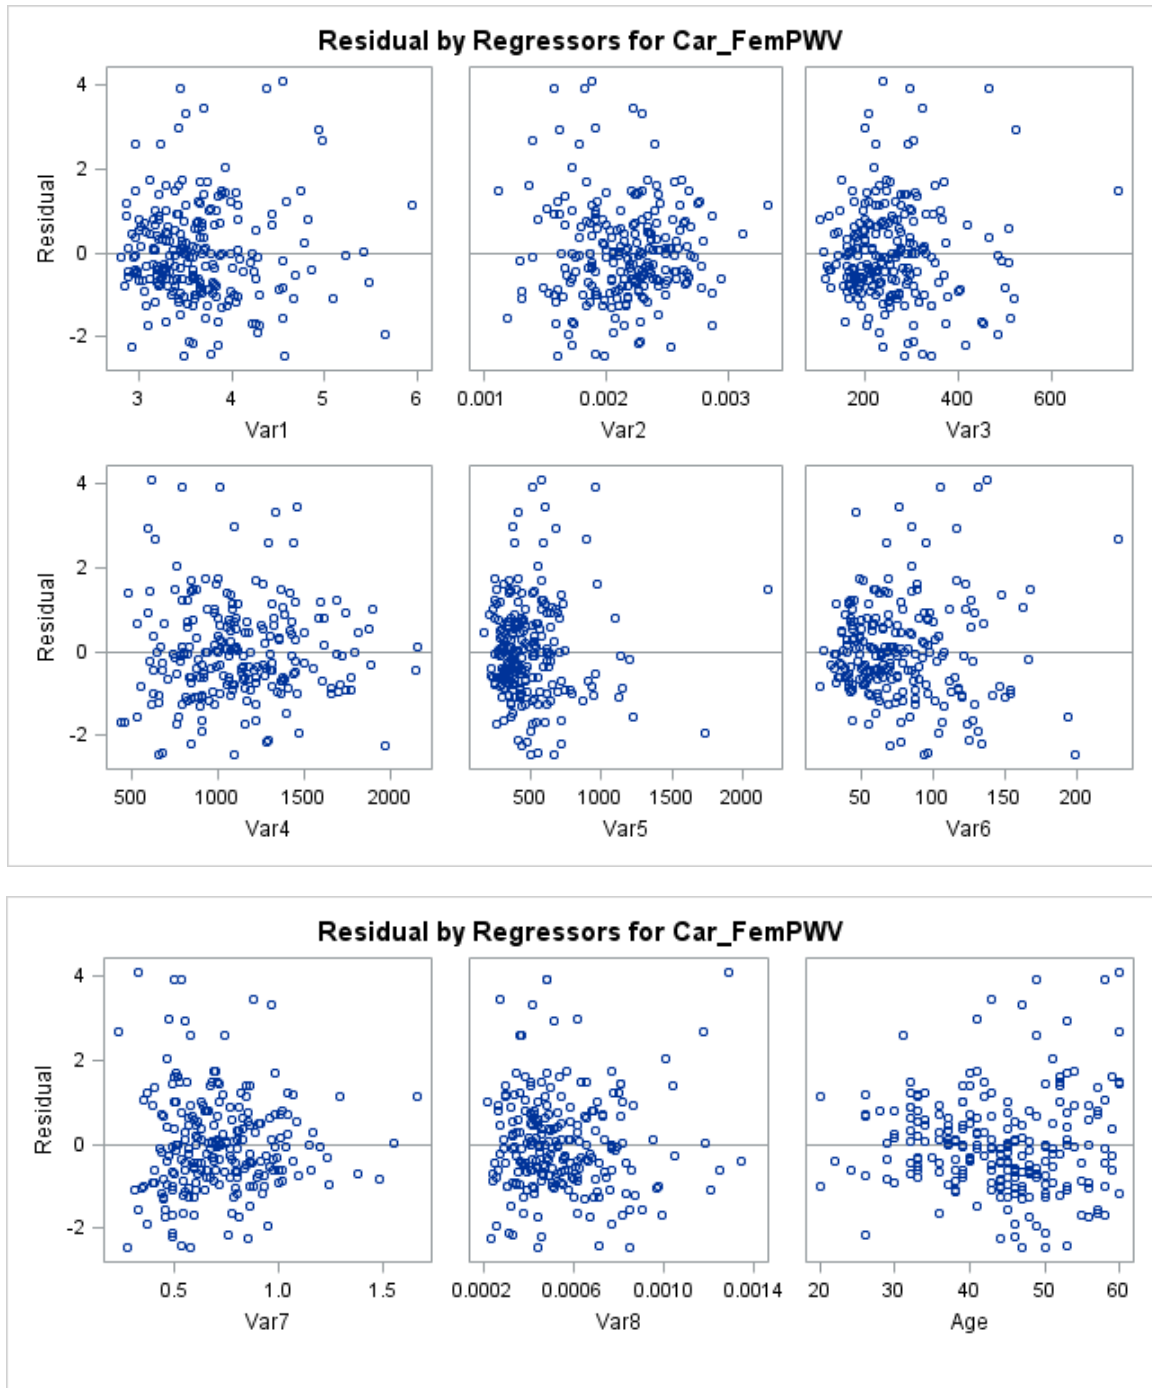 Residual by Regressors for Car_FemPWV
Residual
4
2
0
-2
3 4 5 6
Var1
0.001 0.002 0.003
Var2
200 400 600
Var3
Residual
4
2
0
-2
500 1000 1500 2000
Var4
500 1000 1500 2000
Var5
50 100 150 200
Var6
Residual by Regressors for Car_FemPWV
Residual
4
2
0
-2
0.5 1.0 1.5
Var7
0.0002 0.0006 0.0010 0.0014
Var8
20 30 40 50 60
Age